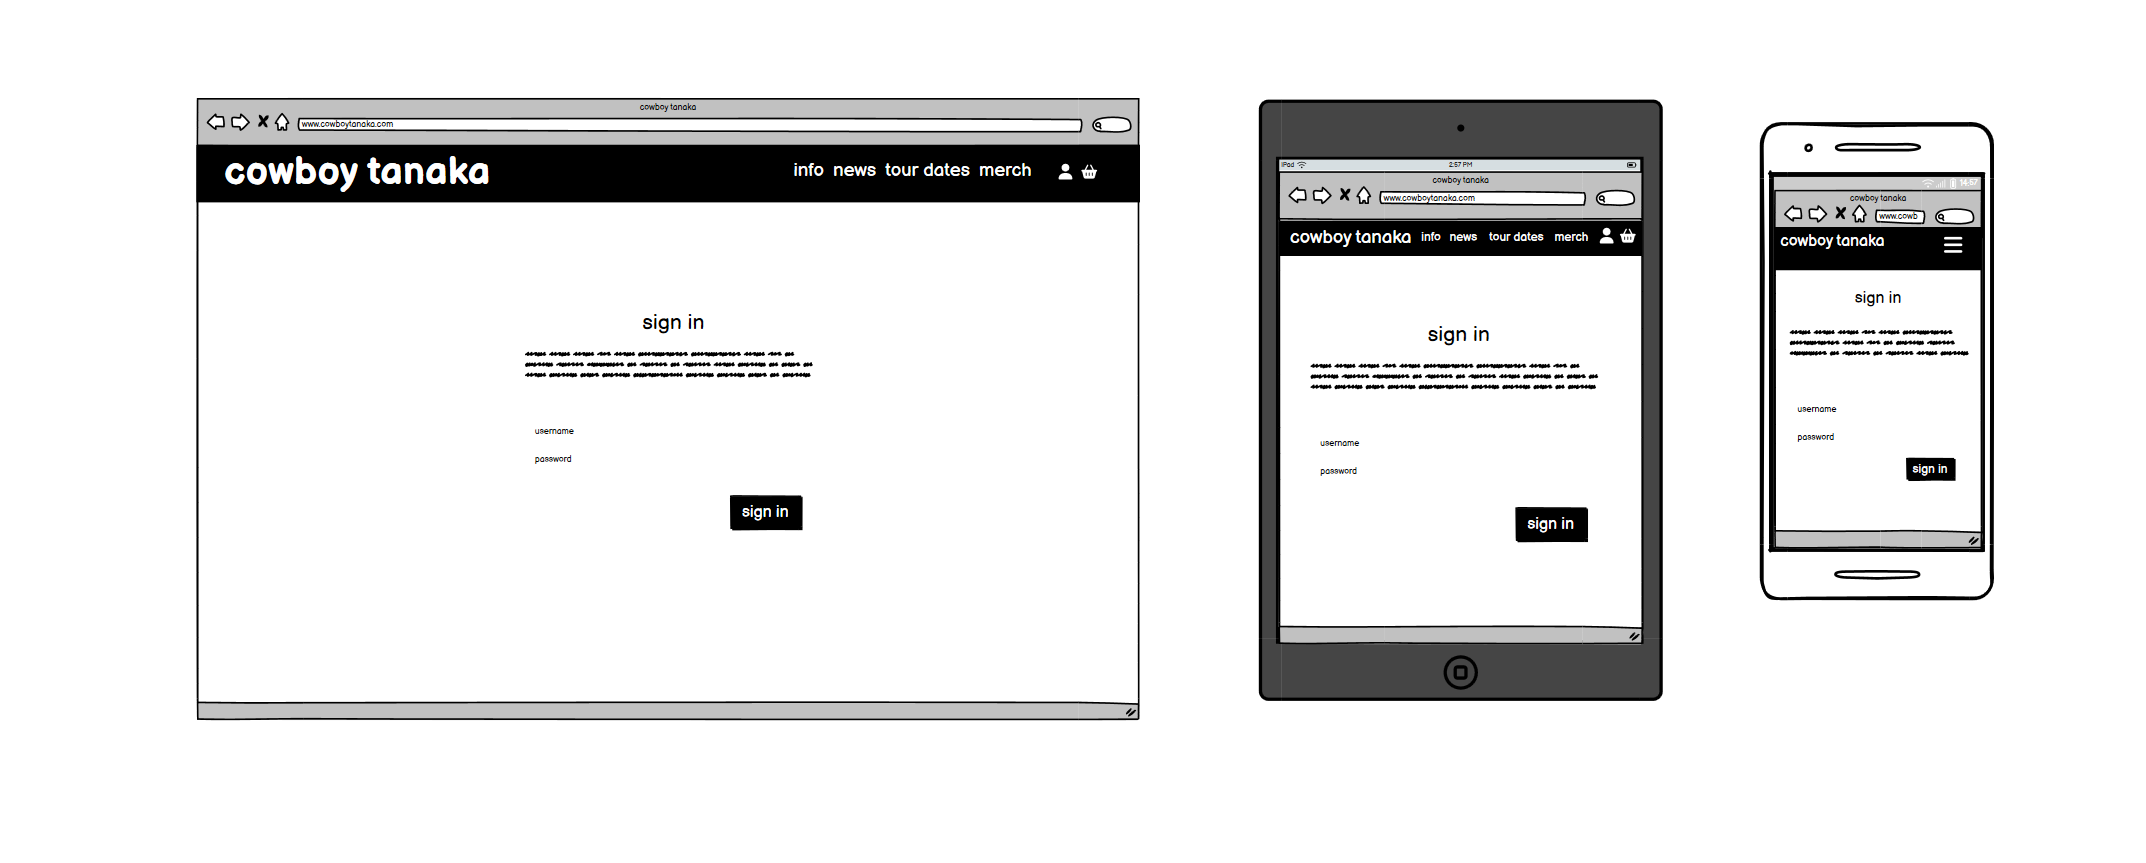 cowboy tanaka
www.cowboytanaka.com
cowboy tanaka info news tour dates merch
sign in
username
password
sign in
iPad 2:57 PM
cowboy tanaka
www.cowboytanaka.com
cowboy tanaka info news tour dates merch
sign in
username
password
sign in
14:57
cowboy tanaka
www.cowb
cowboy tanaka
sign in
username
password
sign in